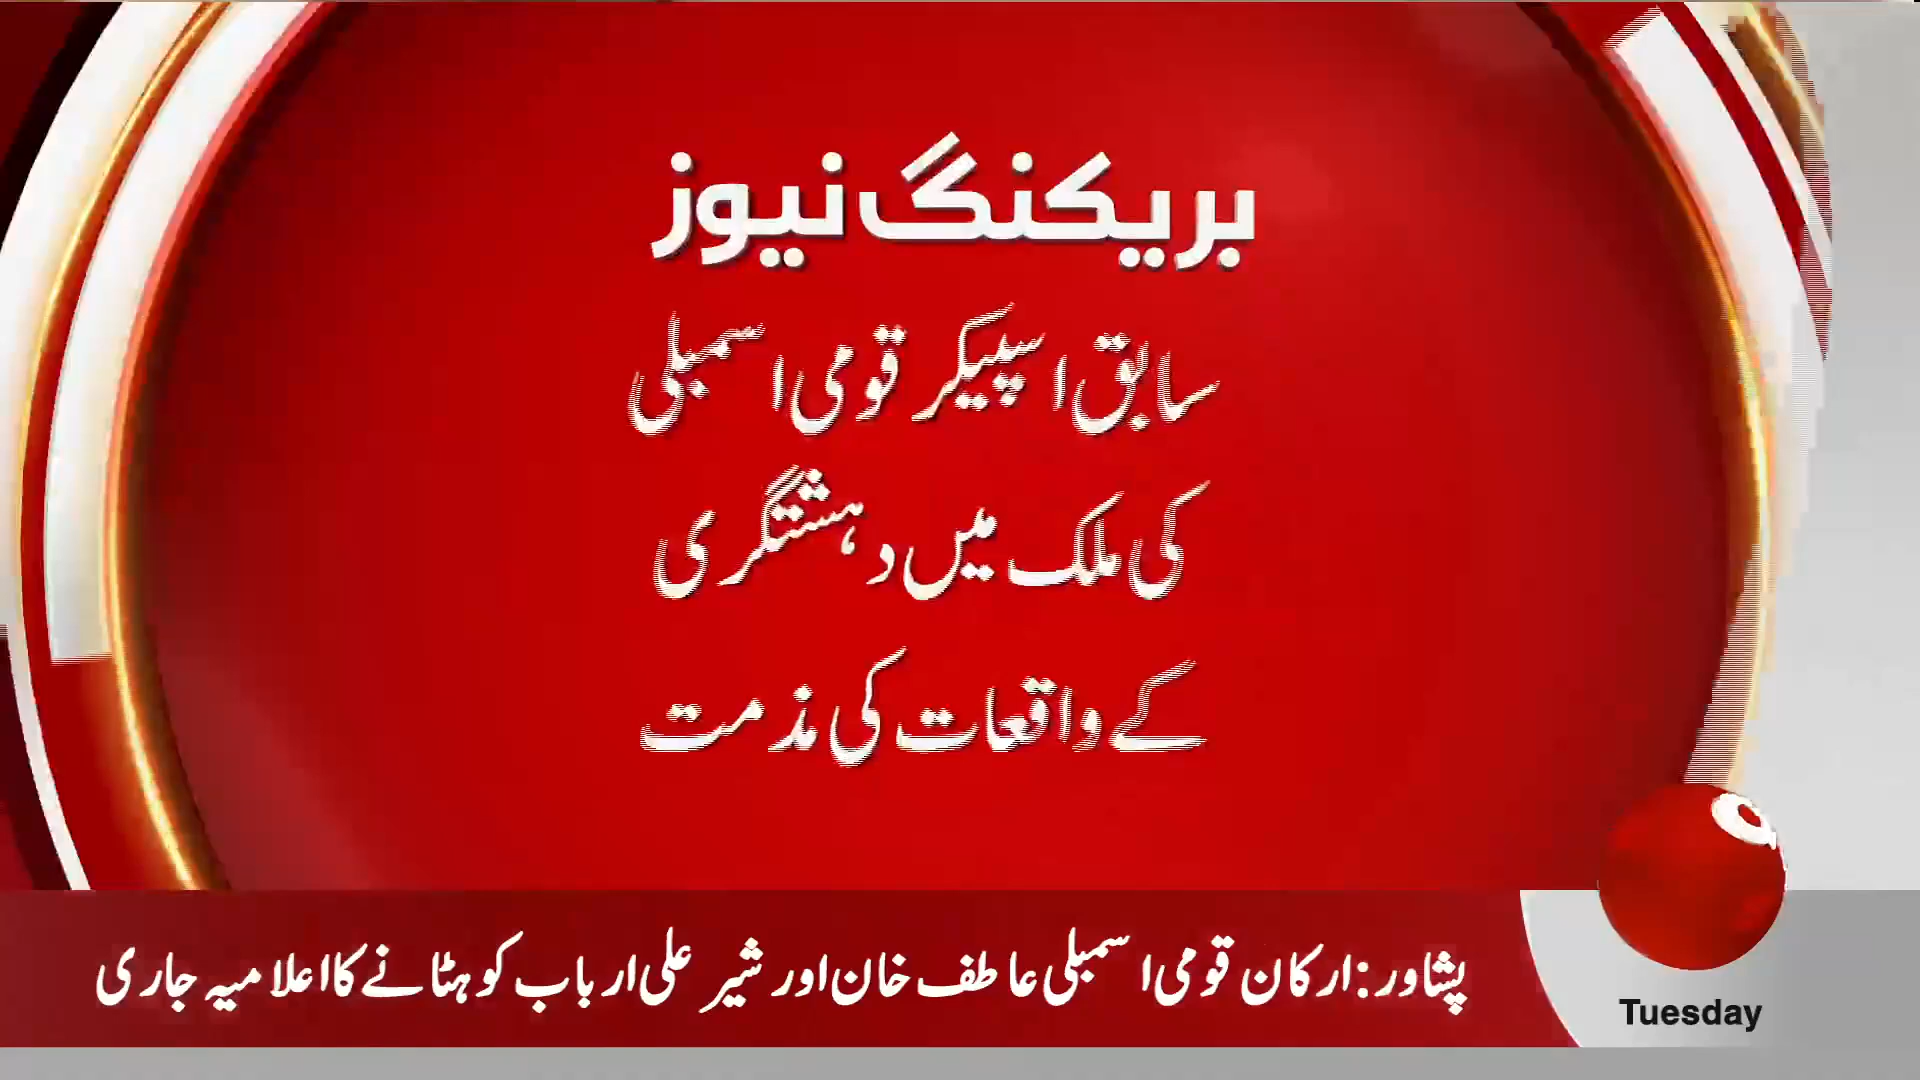 بریکنگ نیوز
سابق اسپیکر قومی اسمبلی
کی ملک میں دہشتگری
کے واقعات کی مذمت
پشاور: ارکان قومی اسمبلی عاطف خان اور شیر علی ارباب کو ہٹانے کا اعلامیہ جاری
Tuesday